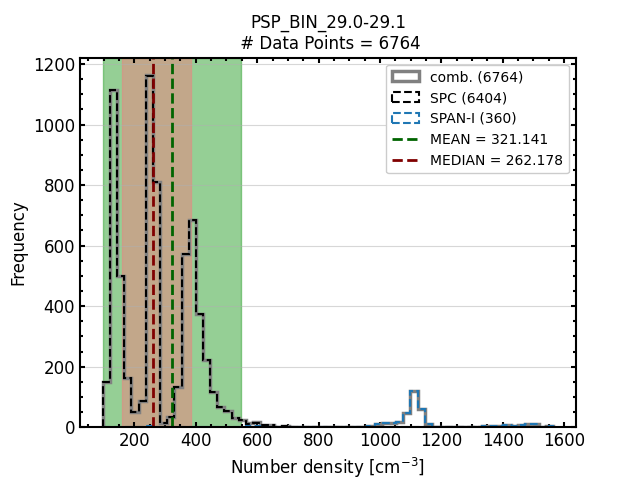 PSP_BIN_29.0-29.1
# Data Points = 6764
1200
1000
800
600
400
200
0
Frequency
comb. (6764)
SPC (6404)
SPAN-I (360)
MEAN = 321.141
MEDIAN = 262.178
200 400 600 800 1000 1200 1400 1600
Number density [cm⁻³]